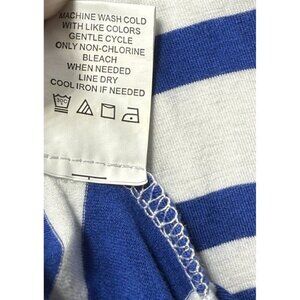 MACHINE WASH COLD
WITH LIKE COLORS
GENTLE CYCLE
ONLY NON-CHLORINE
BLEACH
WHEN NEEDED
LINE DRY
COOL IRON IF NEEDED
30°C